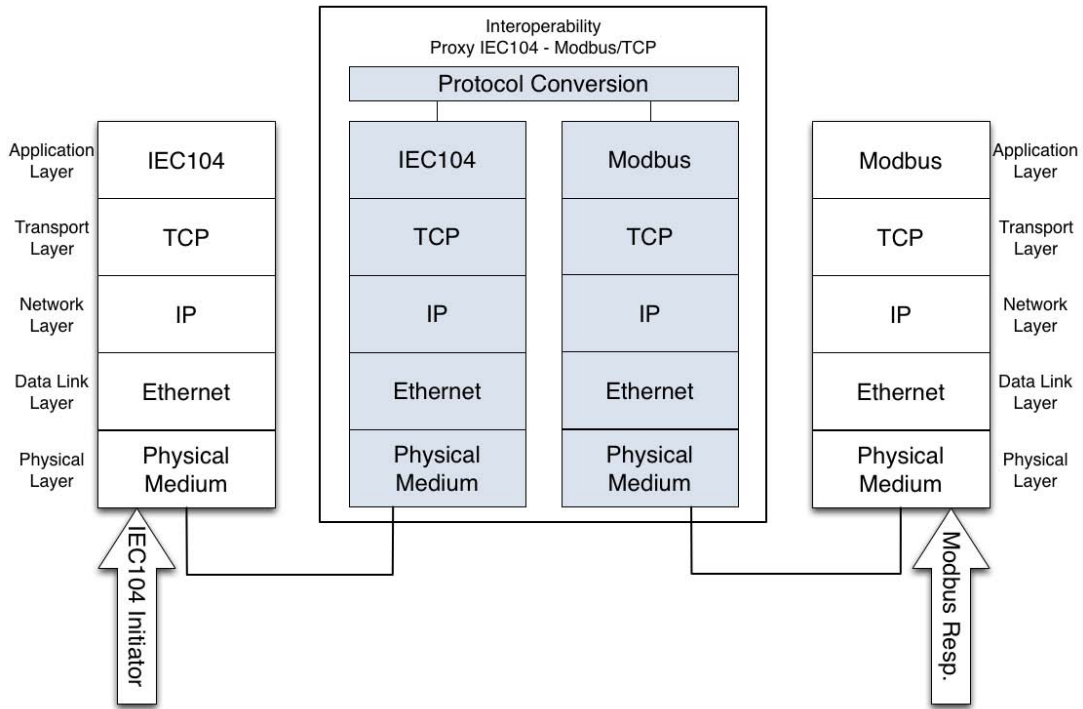 Interoperability
Proxy IEC104 - Modbus/TCP
Protocol Conversion
Application
Layer
IEC104
IEC104
Modbus
Modbus
Application
Layer
Transport
Layer
TCP
TCP
TCP
TCP
Transport
Layer
Network
Layer
IP
IP
IP
IP
Network
Layer
Data Link
Layer
Ethernet
Ethernet
Ethernet
Ethernet
Data Link
Layer
Physical
Layer
Physical
Medium
Physical
Medium
Physical
Medium
Physical
Medium
Physical
Layer
IEC104 Initiator
Modbus Resp.